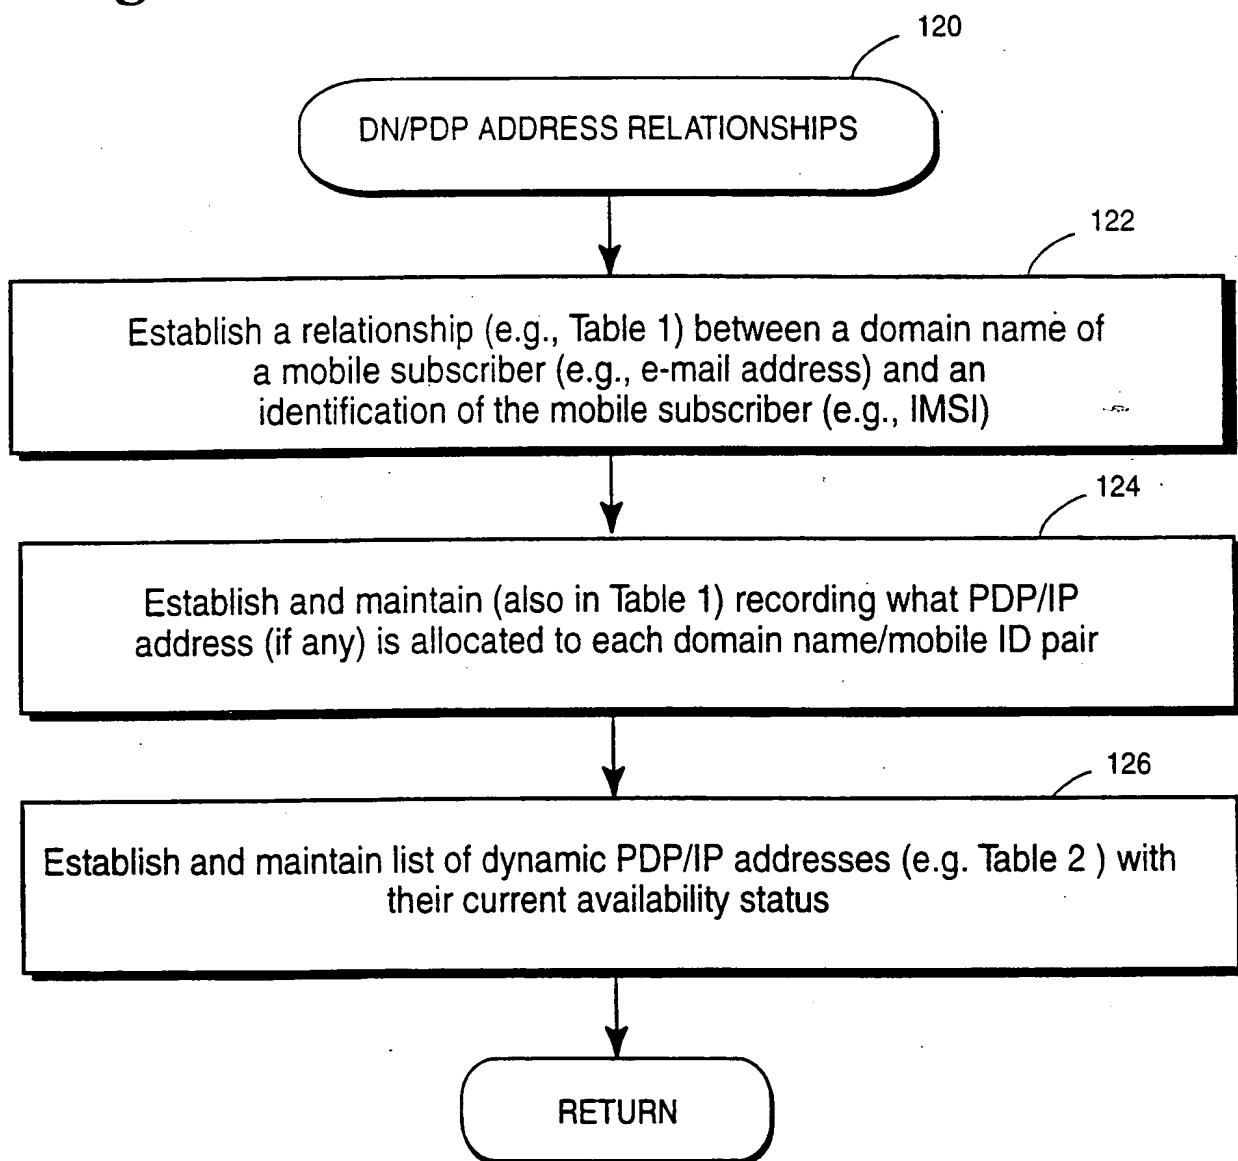 120
DN/PDP ADDRESS RELATIONSHIPS
122
Establish a relationship (e.g., Table 1) between a domain name of
a mobile subscriber (e.g., e-mail address) and an
identification of the mobile subscriber (e.g., IMSI)
124
Establish and maintain (also in Table 1) recording what PDP/IP
address (if any) is allocated to each domain name/mobile ID pair
126
Establish and maintain list of dynamic PDP/IP addresses (e.g. Table 2 ) with
their current availability status
RETURN